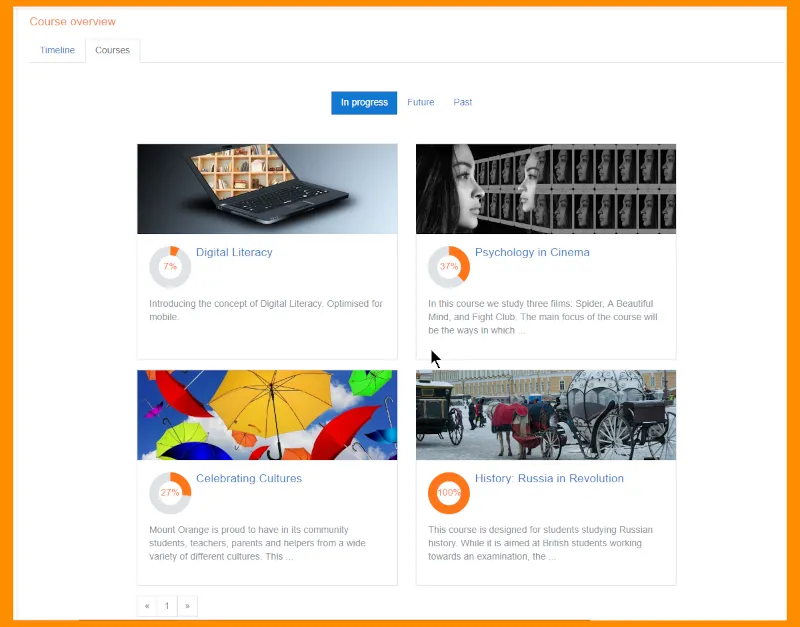 Course overview
Timeline Courses
In progress Future Past
7% Digital Literacy
Introducing the concept of Digital Literacy. Optimised for
mobile.
37% Psychology in Cinema
In this course we study three films: Spider, A Beautiful
Mind, and Fight Club. The main focus of the course will
be the ways in which ...
27% Celebrating Cultures
Mount Orange is proud to have in its community
students, teachers, parents and helpers from a wide
variety of different cultures. This ...
100% History: Russia in Revolution
This course is designed for students studying Russian
history. While it is aimed at British students working
towards an examination, the ...
« 1 »